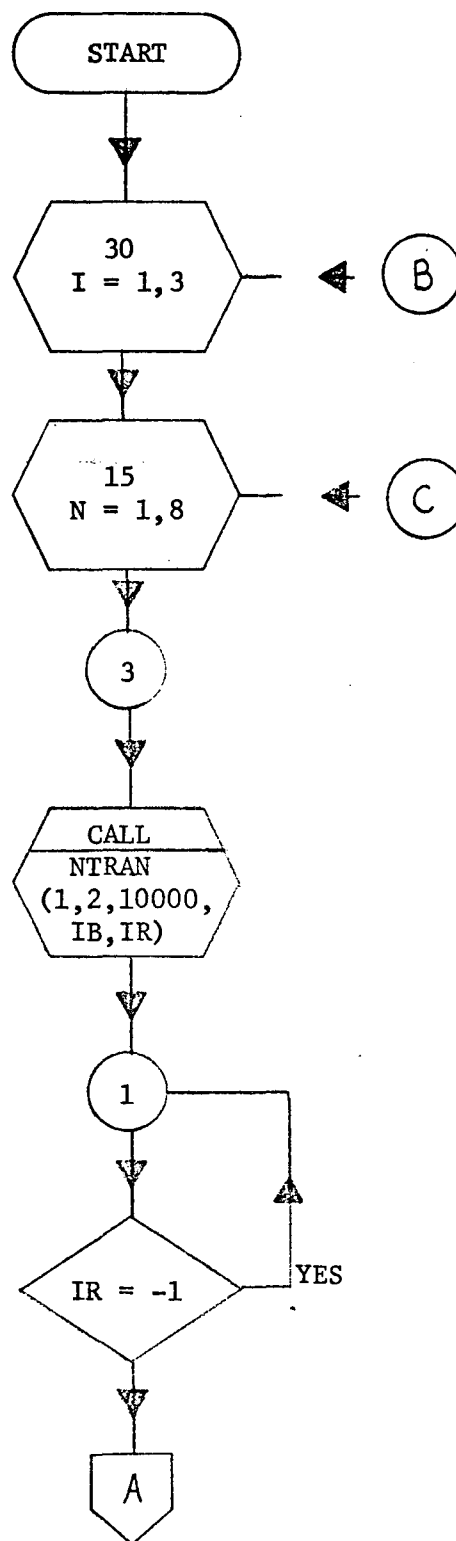 START
30
I = 1,3
B
15
N = 1,8
C
3
CALL
NTRAN
(1,2,10000,
IB,IR)
1
IR = -1
YES
A